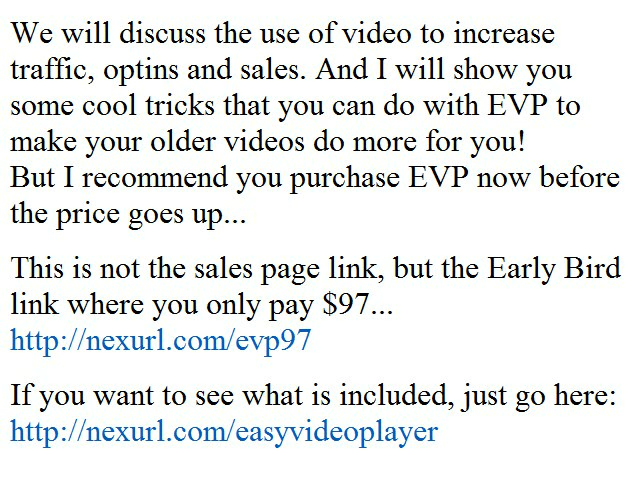 We will discuss the use of video to increase
traffic, optins and sales. And I will show you
some cool tricks that you can do with EVP to
make your older videos do more for you!
But I recommend you purchase EVP now before
the price goes up...
This is not the sales page link, but the Early Bird
link where you only pay $97...
http://nexurl.com/evp97
If you want to see what is included, just go here:
http://nexurl.com/easyvideoplayer